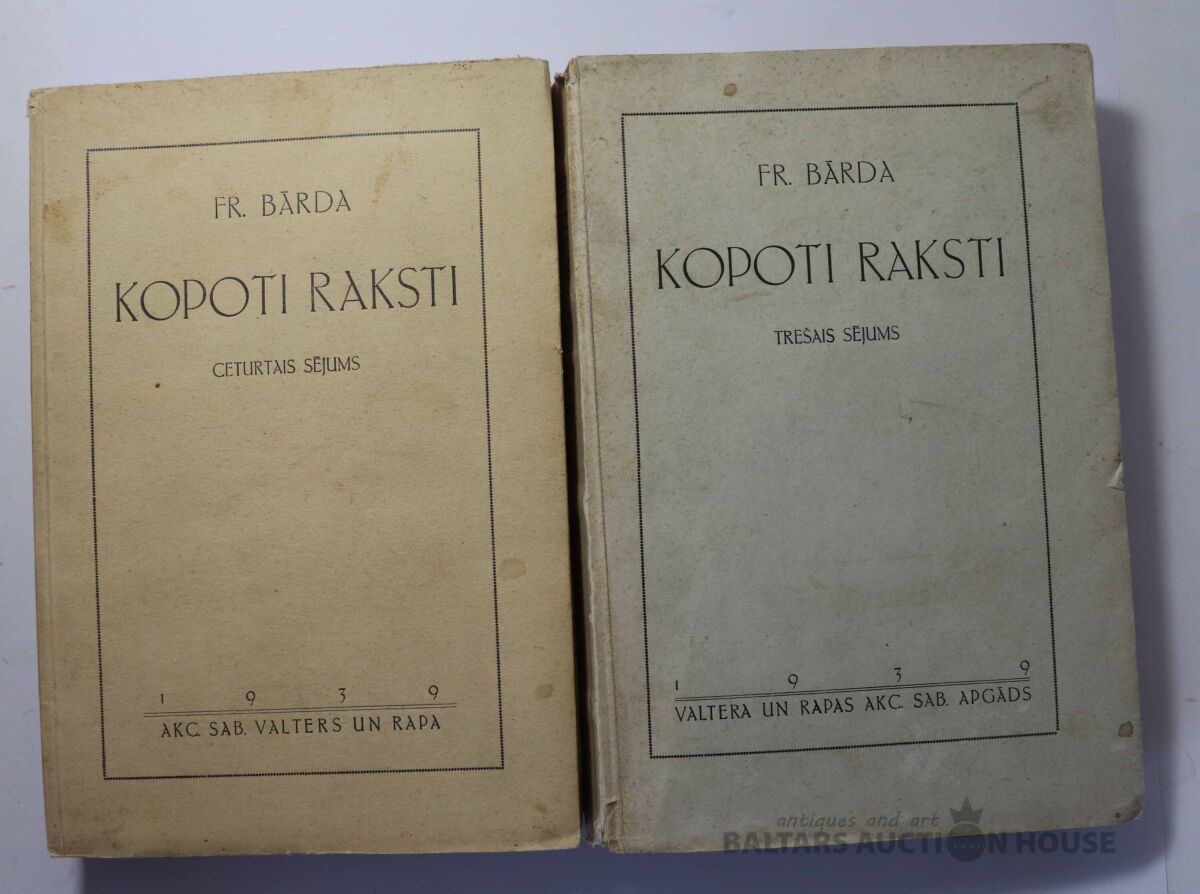 FR. BĀRDA
KOPOTI RAKSTI
CETURTAIS SĒJUMS
1 9 3 9
AKC. SAB. VALTERS UN RAPA
FR. BĀRDA
KOPOTI RAKSTI
TREŠAIS SĒJUMS
1 9 3 9
VALTERA UN RAPAS AKC. SAB. APGĀDS
antiques and art
BALTARS AUCTION HOUSE